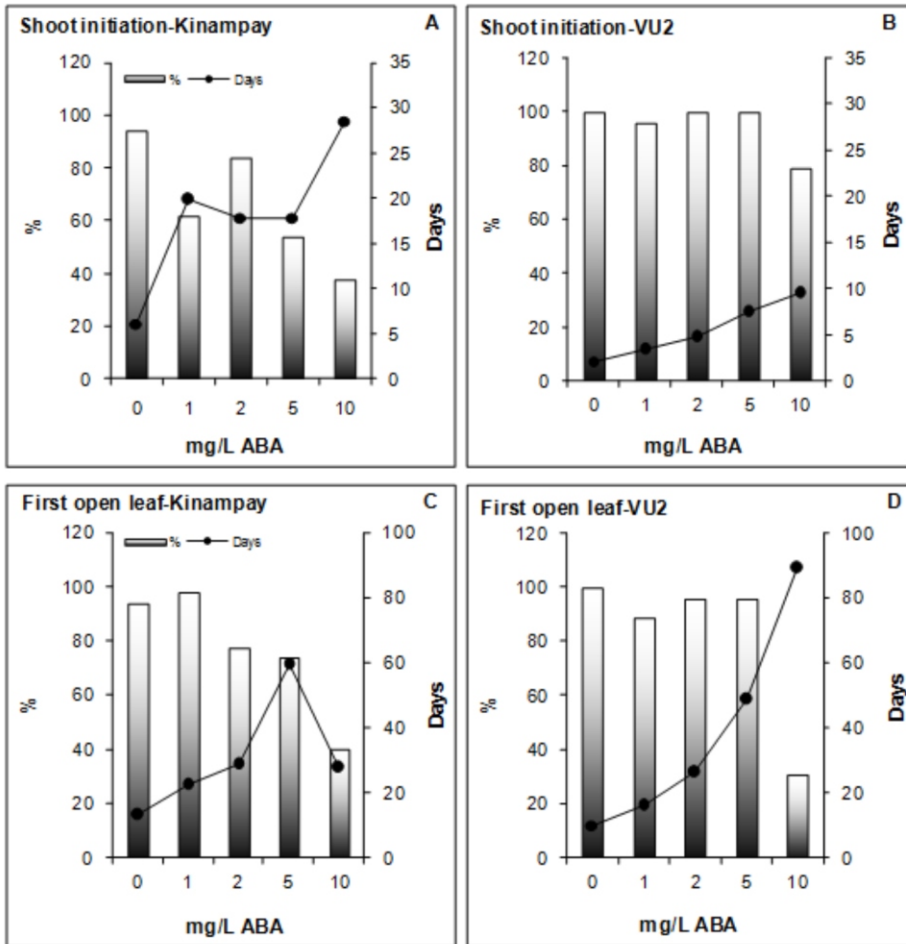 Shoot initiation-Kinampay A
% Days
120 35
100 30
80 25
60 20
40 15
20 10
0 5
0
%
Days
0 1 2 5 10
mg/L ABA
Shoot initiation-VU2 B
120 35
100 30
80 25
60 20
40 15
20 10
0 5
0
%
Days
0 1 2 5 10
mg/L ABA
First open leaf-Kinampay C
% Days
120 100
100 80
80 60
60 40
40 20
20 0
0
%
Days
0 1 2 5 10
mg/L ABA
First open leaf-VU2 D
120 100
100 80
80 60
60 40
40 20
20 0
0
%
Days
0 1 2 5 10
mg/L ABA